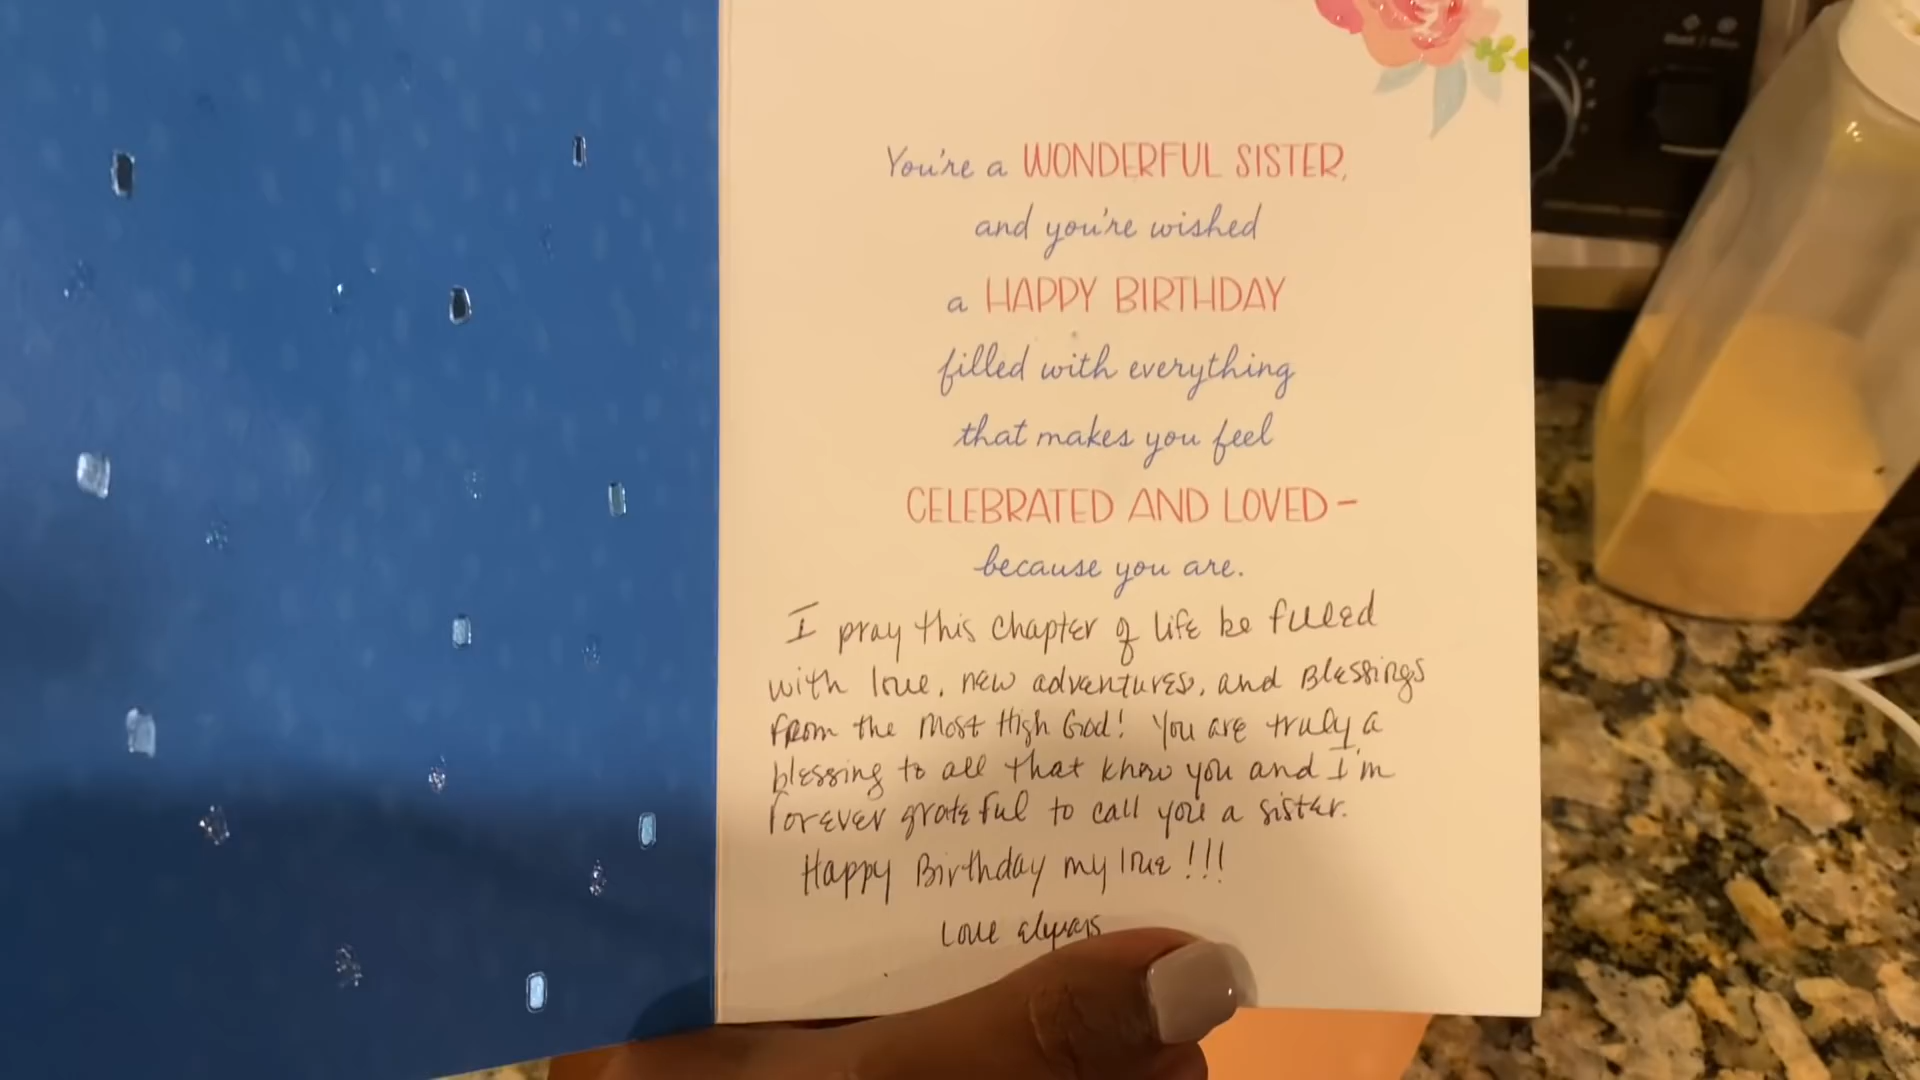 You're a WONDERFUL SISTER,
and you're wished
a HAPPY BIRTHDAY
filled with everything
that makes you feel
CELEBRATED AND LOVED—
because you are.
I pray this chapter of life be filled
with love, new adventures, and Blessings
from the Most High God! You are truly a
blessing to all that know you and I'm
forever grateful to call you a sister.
Happy Birthday my love!!!
Love always